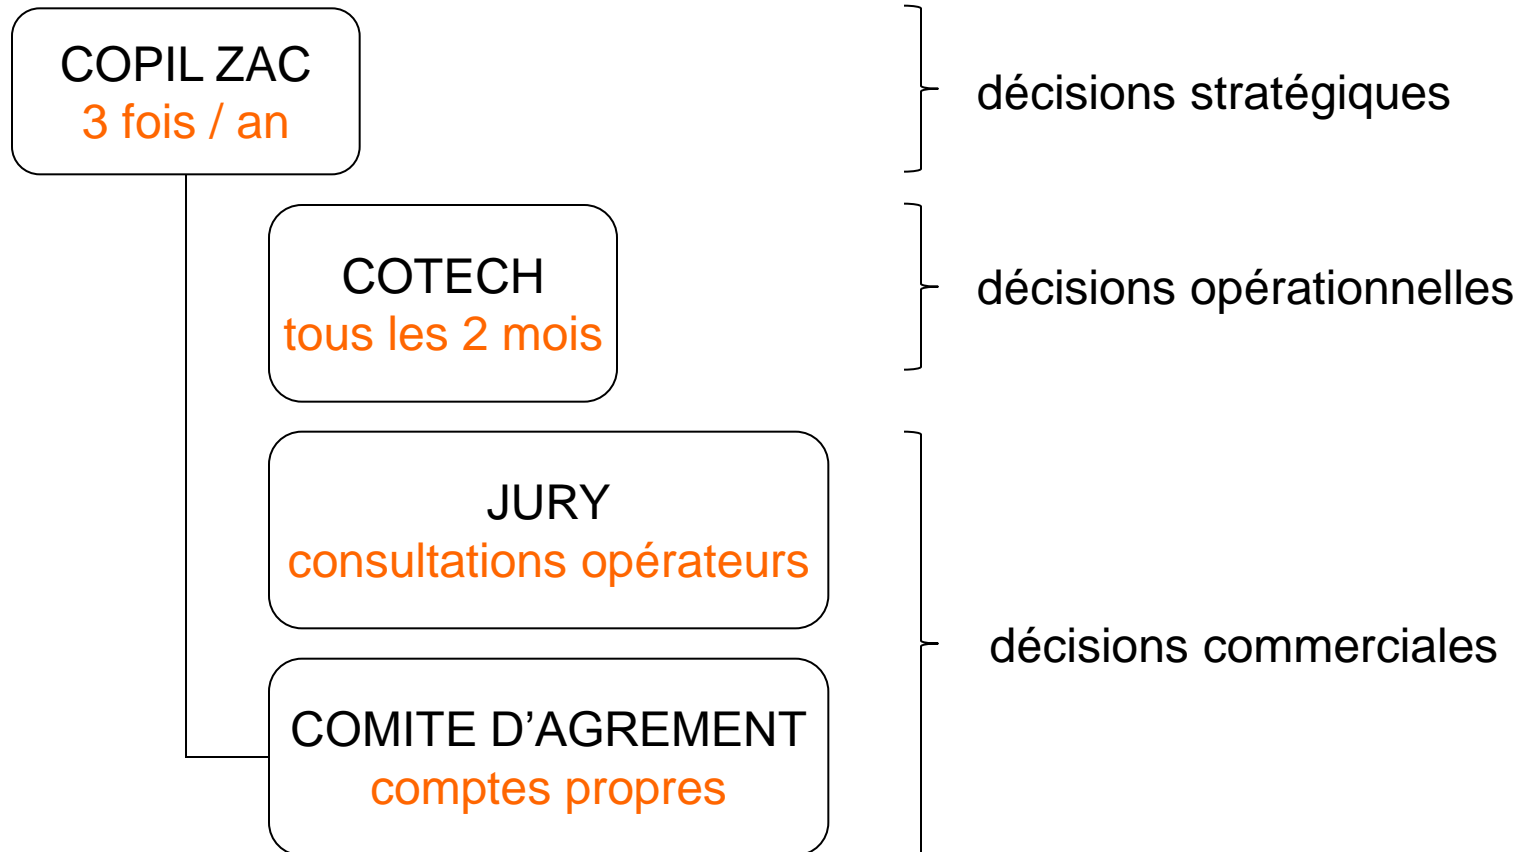 COPIL ZAC
3 fois / an
décisions stratégiques
COTECH
tous les 2 mois
décisions opérationnelles
JURY
consultations opérateurs
décisions commerciales
COMITE D’AGREMENT
comptes propres